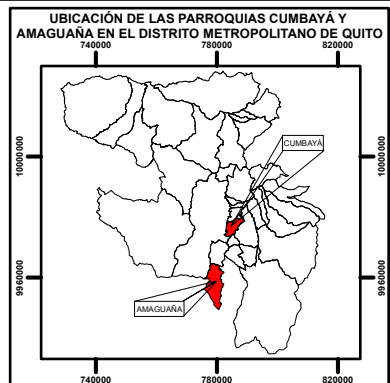 UBICACIÓN DE LAS PARROQUIAS CUMBAYÁ Y
AMAGUAÑA EN EL DISTRITO METROPOLITANO DE QUITO
740000 780000 820000
10000000 10000000
CUMBAYÁ
9960000 9960000
AMAGUAÑA
740000 780000 820000